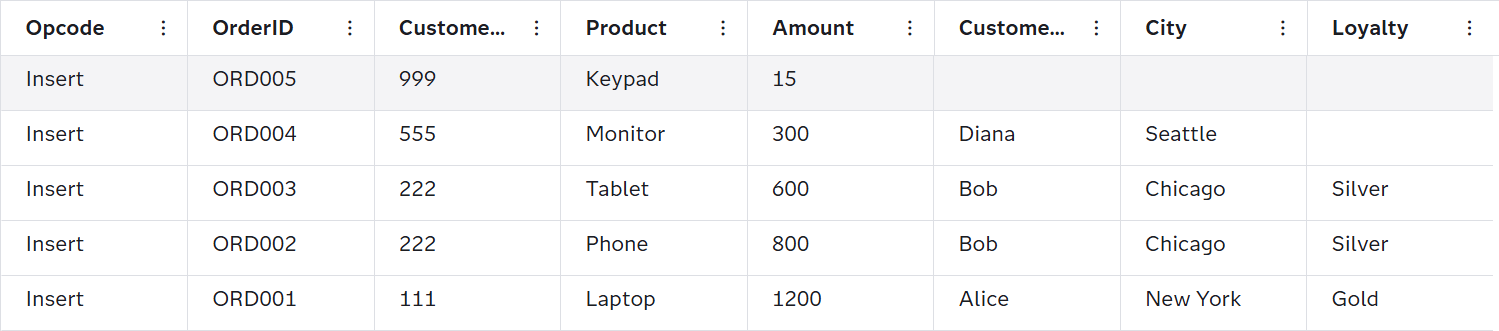 Opcode OrderID Custome... Product Amount Custome... City Loyalty
Insert ORD005 999 Keypad 15
Insert ORD004 555 Monitor 300 Diana Seattle
Insert ORD003 222 Tablet 600 Bob Chicago Silver
Insert ORD002 222 Phone 800 Bob Chicago Silver
Insert ORD001 111 Laptop 1200 Alice New York Gold